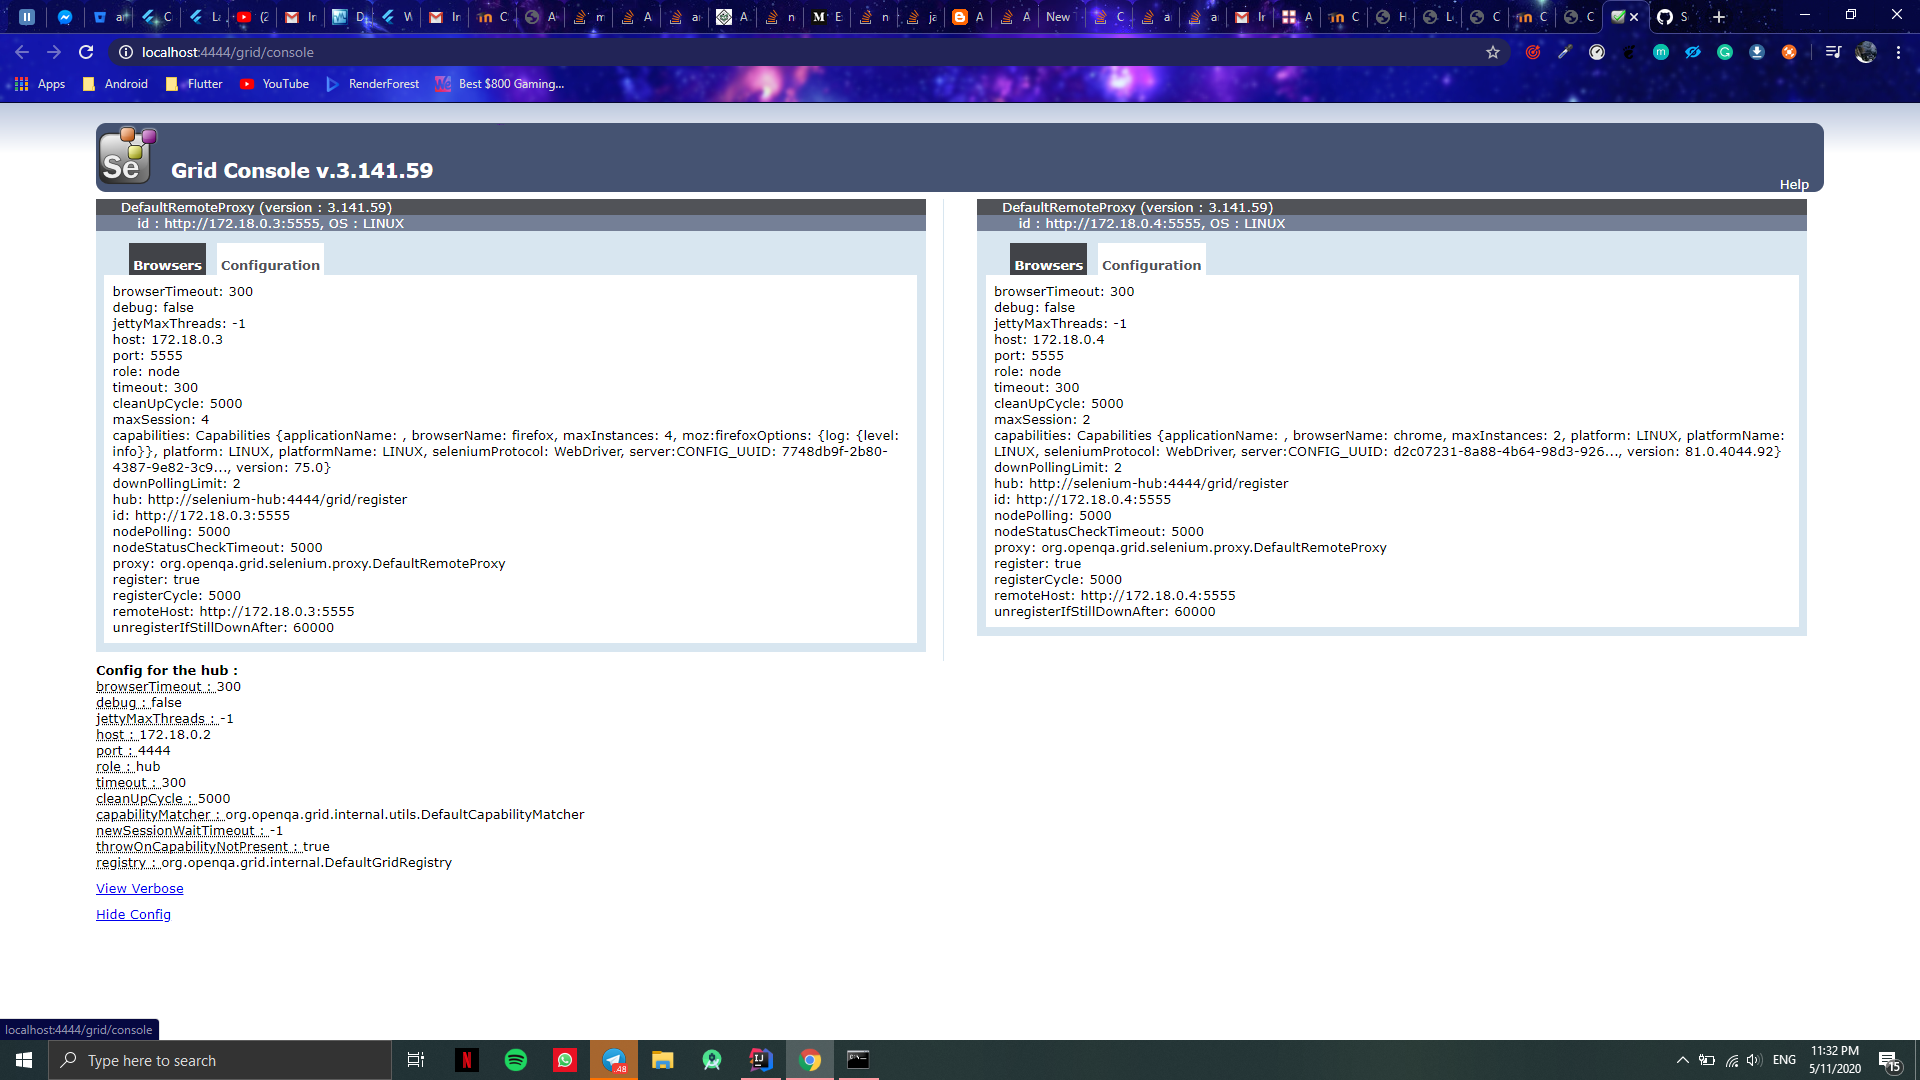 localhost:4444/grid/console
Apps
Android
Flutter
YouTube
RenderForest
Best $800 Gaming...
Se
Grid Console v.3.141.59
Help
DefaultRemoteProxy (version : 3.141.59)
id : http://172.18.0.3:5555, OS : LINUX
Browsers
Configuration
browserTimeout: 300
debug: false
jettyMaxThreads: -1
host: 172.18.0.3
port: 5555
role: node
timeout: 300
cleanUpCycle: 5000
maxSession: 4
capabilities: Capabilities {applicationName: , browserName: firefox, maxInstances: 4, moz:firefoxOptions: {log: {level:
info}}, platform: LINUX, platformName: LINUX, seleniumProtocol: WebDriver, server:CONFIG_UUID: 7748db9f-2b80-
4387-9e82-3c9..., version: 75.0}
downPollingLimit: 2
hub: http://selenium-hub:4444/grid/register
id: http://172.18.0.3:5555
nodePolling: 5000
nodeStatusCheckTimeout: 5000
proxy: org.openqa.grid.selenium.proxy.DefaultRemoteProxy
register: true
registerCycle: 5000
remoteHost: http://172.18.0.3:5555
unregisterIfStillDownAfter: 60000
DefaultRemoteProxy (version : 3.141.59)
id : http://172.18.0.4:5555, OS : LINUX
Browsers
Configuration
browserTimeout: 300
debug: false
jettyMaxThreads: -1
host: 172.18.0.4
port: 5555
role: node
timeout: 300
cleanUpCycle: 5000
maxSession: 2
capabilities: Capabilities {applicationName: , browserName: chrome, maxInstances: 2, platform: LINUX, platformName:
LINUX, seleniumProtocol: WebDriver, server:CONFIG_UUID: d2c07231-8a88-4b64-98d3-926..., version: 81.0.4044.92}
downPollingLimit: 2
hub: http://selenium-hub:4444/grid/register
id: http://172.18.0.4:5555
nodePolling: 5000
nodeStatusCheckTimeout: 5000
proxy: org.openqa.grid.selenium.proxy.DefaultRemoteProxy
register: true
registerCycle: 5000
remoteHost: http://172.18.0.4:5555
unregisterIfStillDownAfter: 60000
Config for the hub :
browserTimeout : 300
debug : false
jettyMaxThreads : -1
host : 172.18.0.2
port : 4444
role : hub
timeout : 300
cleanUpCycle : 5000
capabilityMatcher : org.openqa.grid.internal.utils.DefaultCapabilityMatcher
newSessionWaitTimeout : -1
throwOnCapabilityNotPresent : true
registry : org.openqa.grid.internal.DefaultGridRegistry
View Verbose
Hide Config
localhost:4444/grid/console
Type here to search
48
ENG
11:32 PM
5/11/2020
15